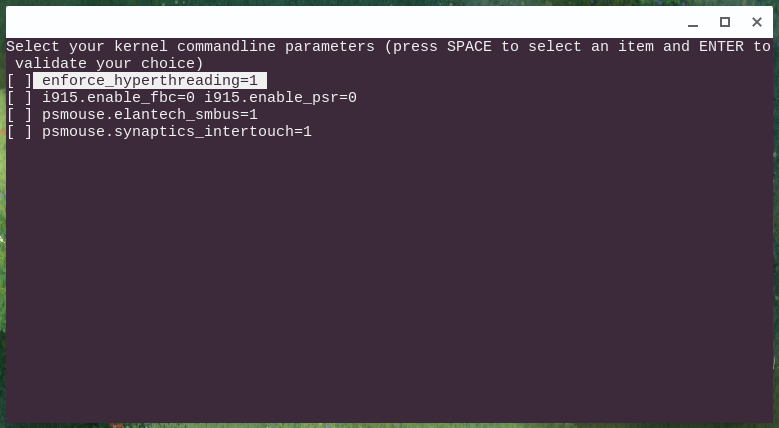 Select your kernel commandline parameters (press SPACE to select an item and ENTER to
validate your choice)
[ ] enforce_hyperthreading=1
[ ] i915.enable_fbc=0 i915.enable_psr=0
[ ] psmouse.elantech_smbus=1
[ ] psmouse.synaptics_intertouch=1